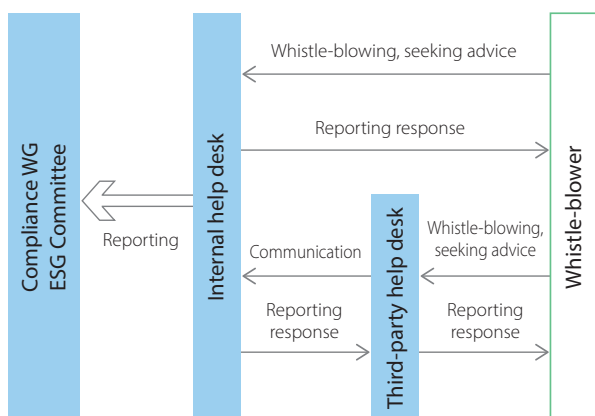 Compliance WG
ESG Committee
Reporting
Internal help desk
Whistle-blowing, seeking advice
Reporting response
Communication
Reporting
response
Third-party help desk
Whistle-blowing,
seeking advice
Reporting
response
Whistle-blower